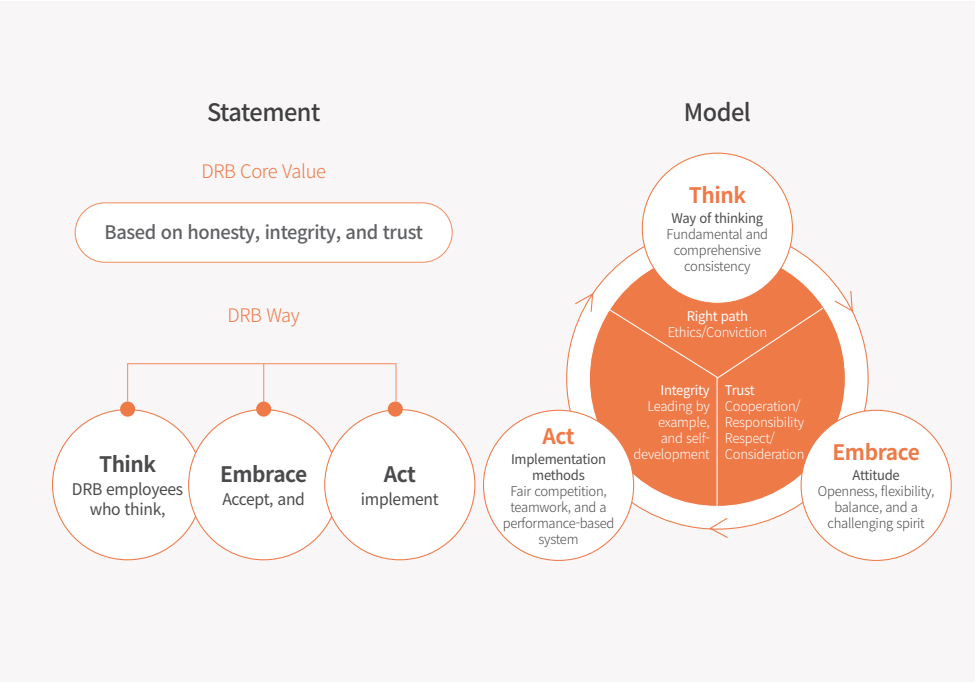 Statement
DRB Core Value
Based on honesty, integrity, and trust
DRB Way
Think
DRB employees
who think,
Embrace
Accept, and
Act
implement
Model
Think
Way of thinking
Fundamental and
comprehensive
consistency
Right path
Ethics/Conviction
Integrity
Leading by
example,
and self-
development
Trust
Cooperation/
Responsibility
Respect/
Consideration
Act
Implementation
methods
Fair competition,
teamwork, and a
performance-based
system
Embrace
Attitude
Openness, flexibility,
balance, and a
challenging spirit